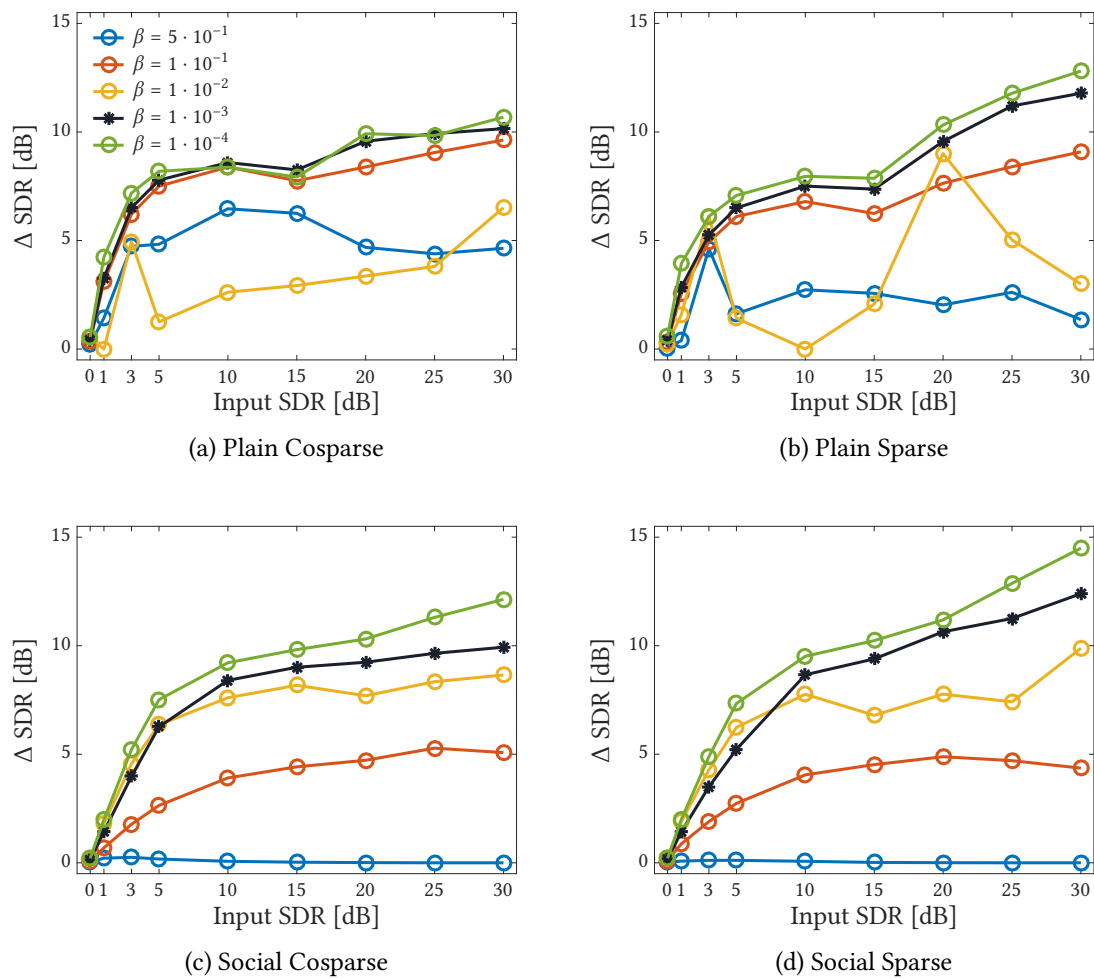 15
10
5
0
Δ SDR [dB]
β = 5 · 10⁻¹
β = 1 · 10⁻¹
β = 1 · 10⁻²
β = 1 · 10⁻³
β = 1 · 10⁻⁴
0 1 3 5 10 15 20 25 30
Input SDR [dB]
(a) Plain Cosparse
15
10
5
0
Δ SDR [dB]
0 1 3 5 10 15 20 25 30
Input SDR [dB]
(b) Plain Sparse
15
10
5
0
Δ SDR [dB]
0 1 3 5 10 15 20 25 30
Input SDR [dB]
(c) Social Cosparse
15
10
5
0
Δ SDR [dB]
0 1 3 5 10 15 20 25 30
Input SDR [dB]
(d) Social Sparse